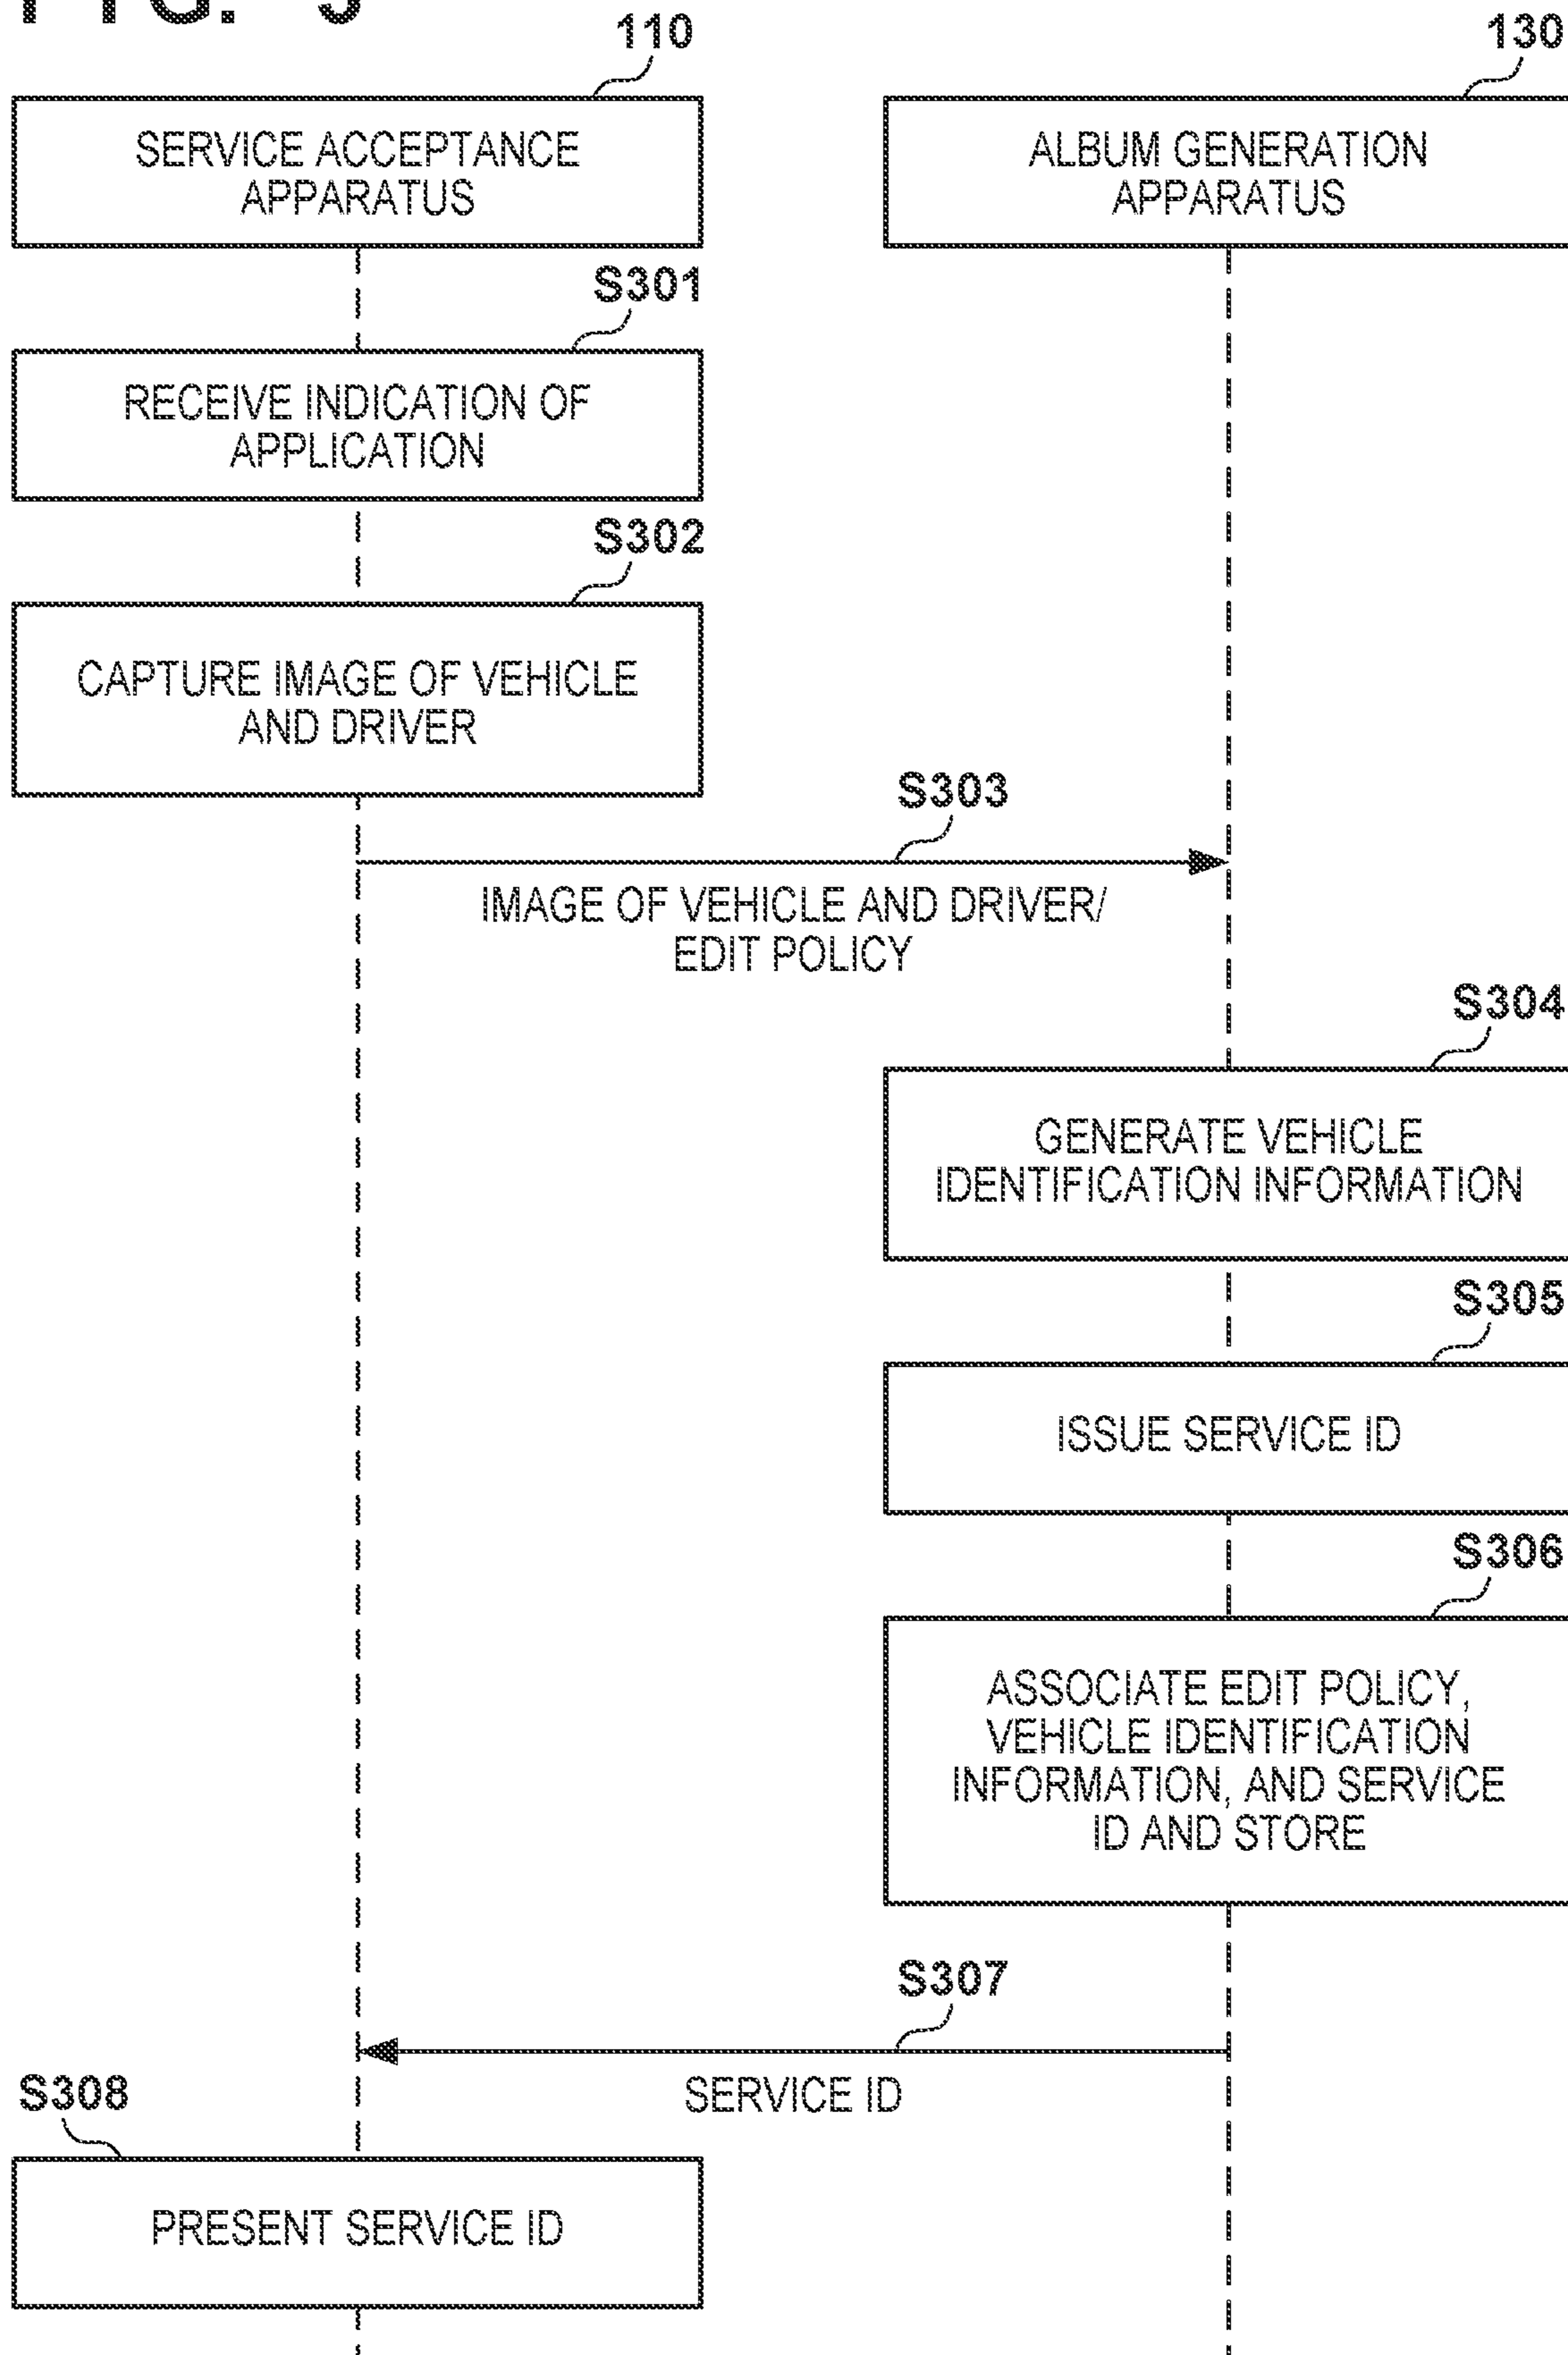 FIG. 3
110
130
SERVICE ACCEPTANCE
APPARATUS
ALBUM GENERATION
APPARATUS
S301
RECEIVE INDICATION OF
APPLICATION
S302
CAPTURE IMAGE OF VEHICLE
AND DRIVER
S303
IMAGE OF VEHICLE AND DRIVER/
EDIT POLICY
S304
GENERATE VEHICLE
IDENTIFICATION INFORMATION
S305
ISSUE SERVICE ID
S306
ASSOCIATE EDIT POLICY,
VEHICLE IDENTIFICATION
INFORMATION, AND SERVICE
ID AND STORE
S307
SERVICE ID
S308
PRESENT SERVICE ID